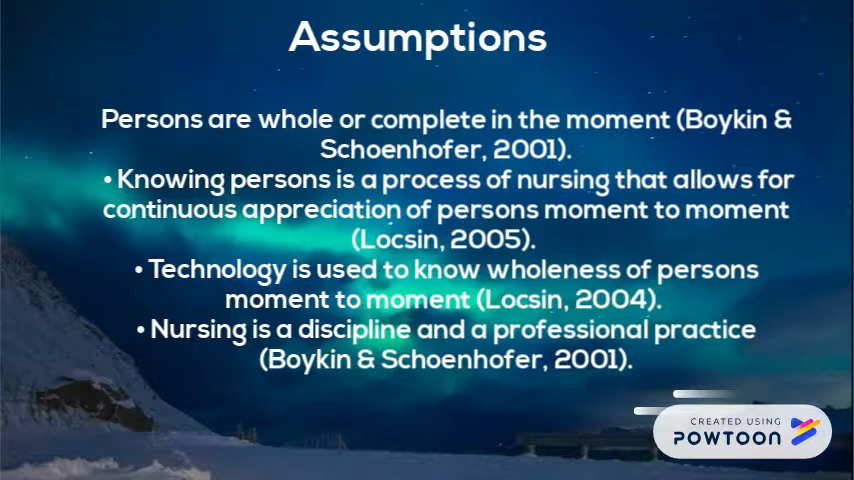 Assumptions
Persons are whole or complete in the moment (Boykin &
Schoenhofer, 2001).
• Knowing persons is a process of nursing that allows for
continuous appreciation of persons moment to moment
(Locsin, 2005).
• Technology is used to know wholeness of persons
moment to moment (Locsin, 2004).
• Nursing is a discipline and a professional practice
(Boykin & Schoenhofer, 2001).
CREATED USING
POWTOON